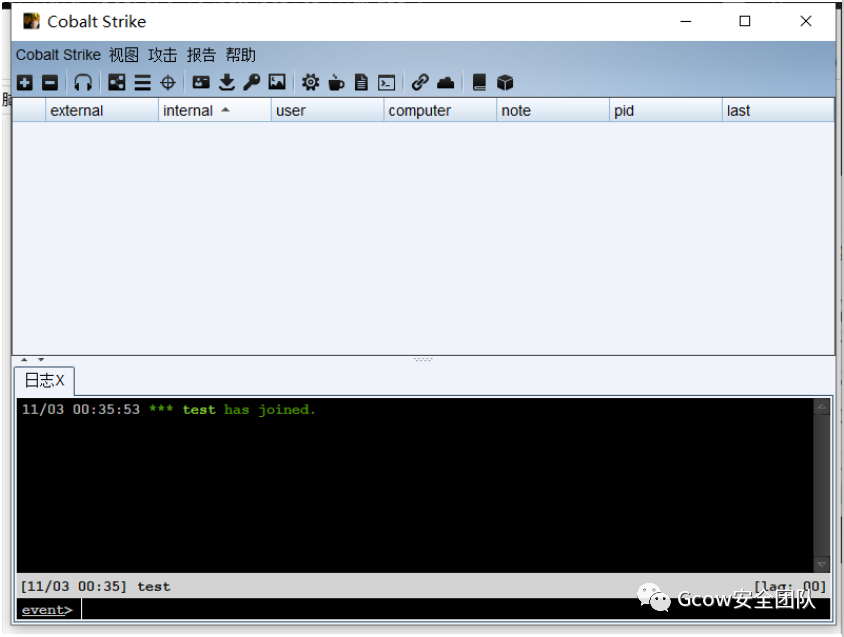 Cobalt Strike
Cobalt Strike 视图 攻击 报告 帮助
external internal user computer note pid last
日志X
11/03 00:35:53 *** test has joined.
[11/03 00:35] test [lag: 00]
event>
Gcow安全团队